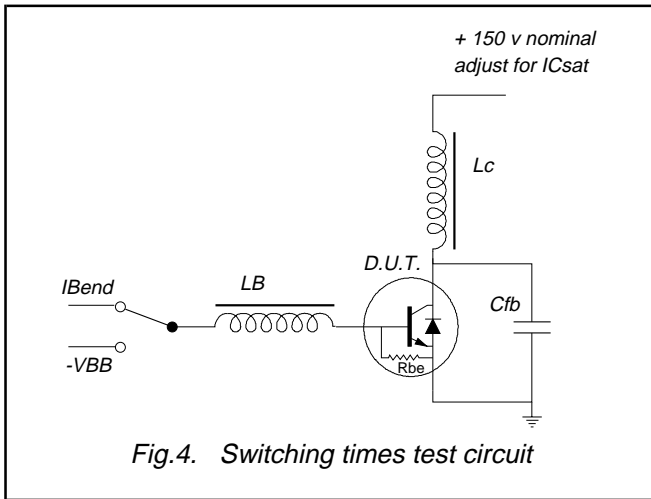 + 150 v nominal
adjust for ICsat
Lc
D.U.T.
LB
IBend
Cfb
-VBB
Rbe
Fig.4. Switching times test circuit